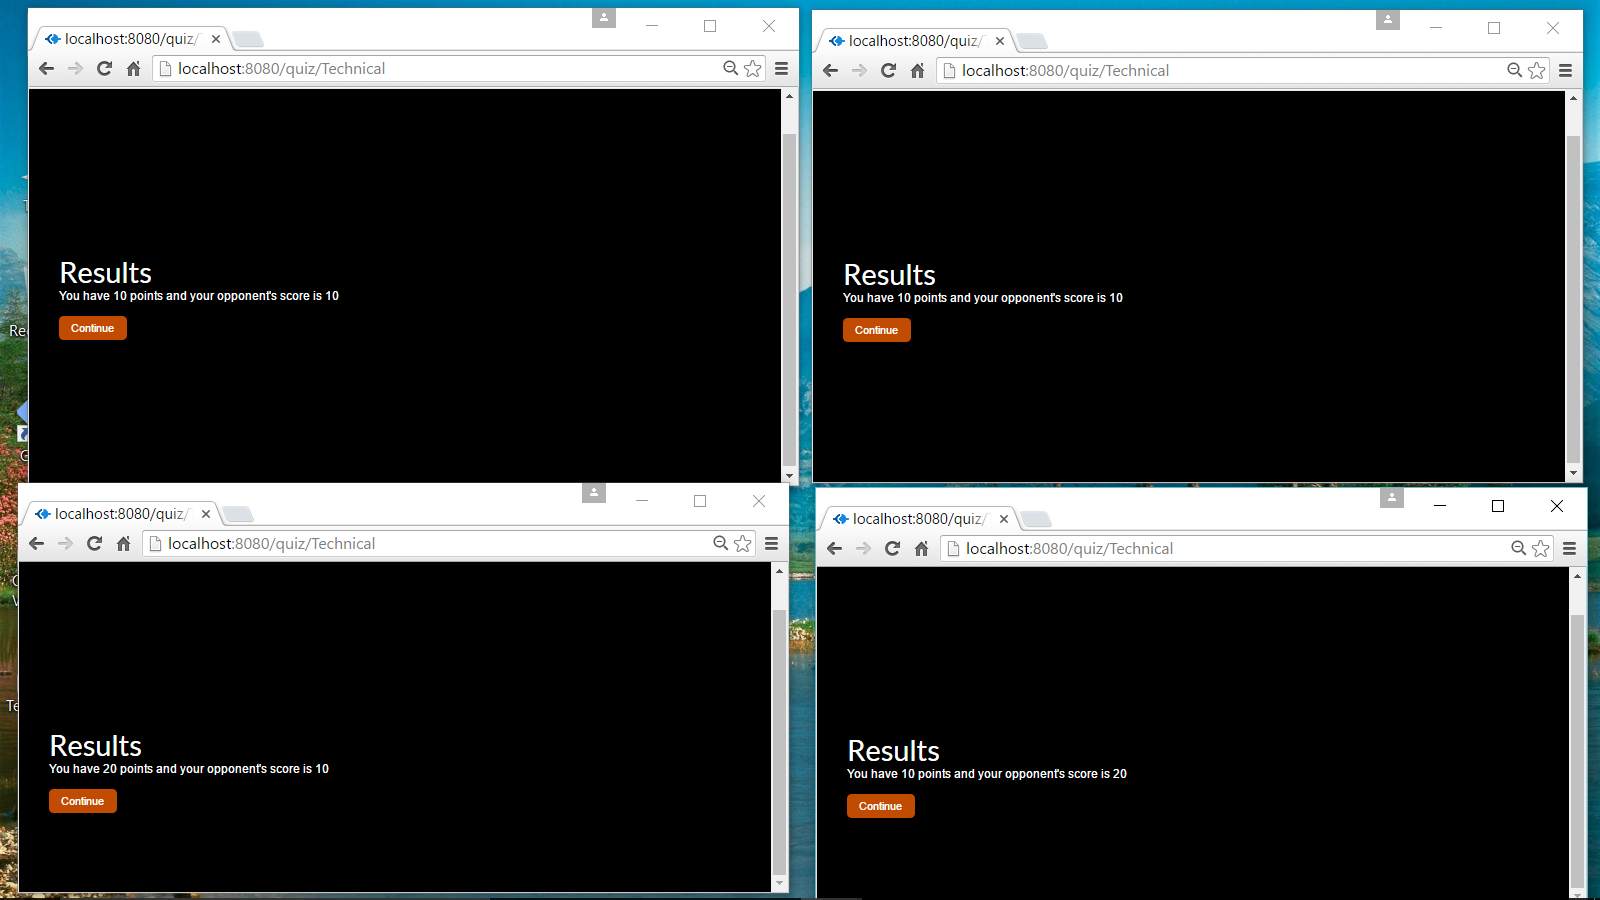 localhost:8080/quiz/
localhost:8080/quiz/Technical
Results
You have 10 points and your opponent's score is 10
Continue
localhost:8080/quiz/
localhost:8080/quiz/Technical
Results
You have 10 points and your opponent's score is 10
Continue
localhost:8080/quiz/
localhost:8080/quiz/Technical
Results
You have 20 points and your opponent's score is 10
Continue
localhost:8080/quiz/
localhost:8080/quiz/Technical
Results
You have 10 points and your opponent's score is 20
Continue